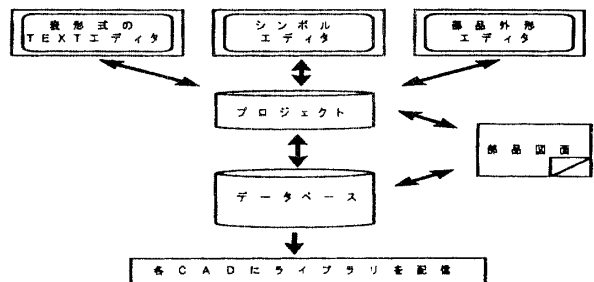 表形式の
TEXTエディタ
シンボル
エディタ
部品外形
エディタ
プロジェクト
部品図面
データベース
各CADにライブラリを配信